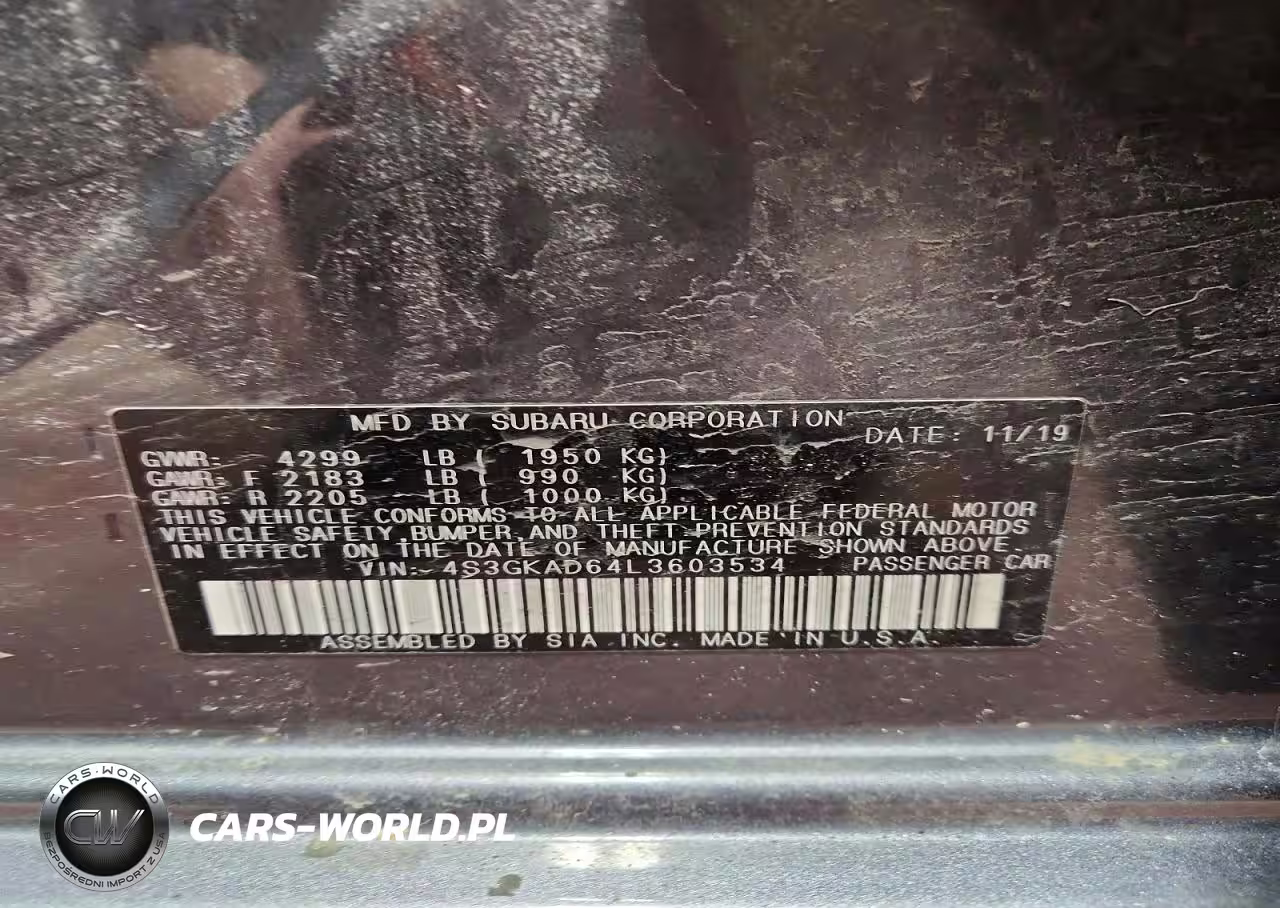 MFD BY SUBARU CORPORATION
DATE: 11/19
GVWR: 4299 LB ( 1950 KG)
GAWR: F 2183 LB ( 990 KG)
GAWR: R 2205 LB ( 1000 KG)
THIS VEHICLE CONFORMS TO ALL APPLICABLE FEDERAL MOTOR
VEHICLE SAFETY, BUMPER, AND THEFT PREVENTION STANDARDS
IN EFFECT ON THE DATE OF MANUFACTURE SHOWN ABOVE
VIN: 4S3GKAD64L3603534 PASSENGER CAR
ASSEMBLED BY SIA INC. MADE IN U.S.A.
CARS-WORLD
CW
BEZPOŚREDNI IMPORT Z USA
CARS-WORLD.PL